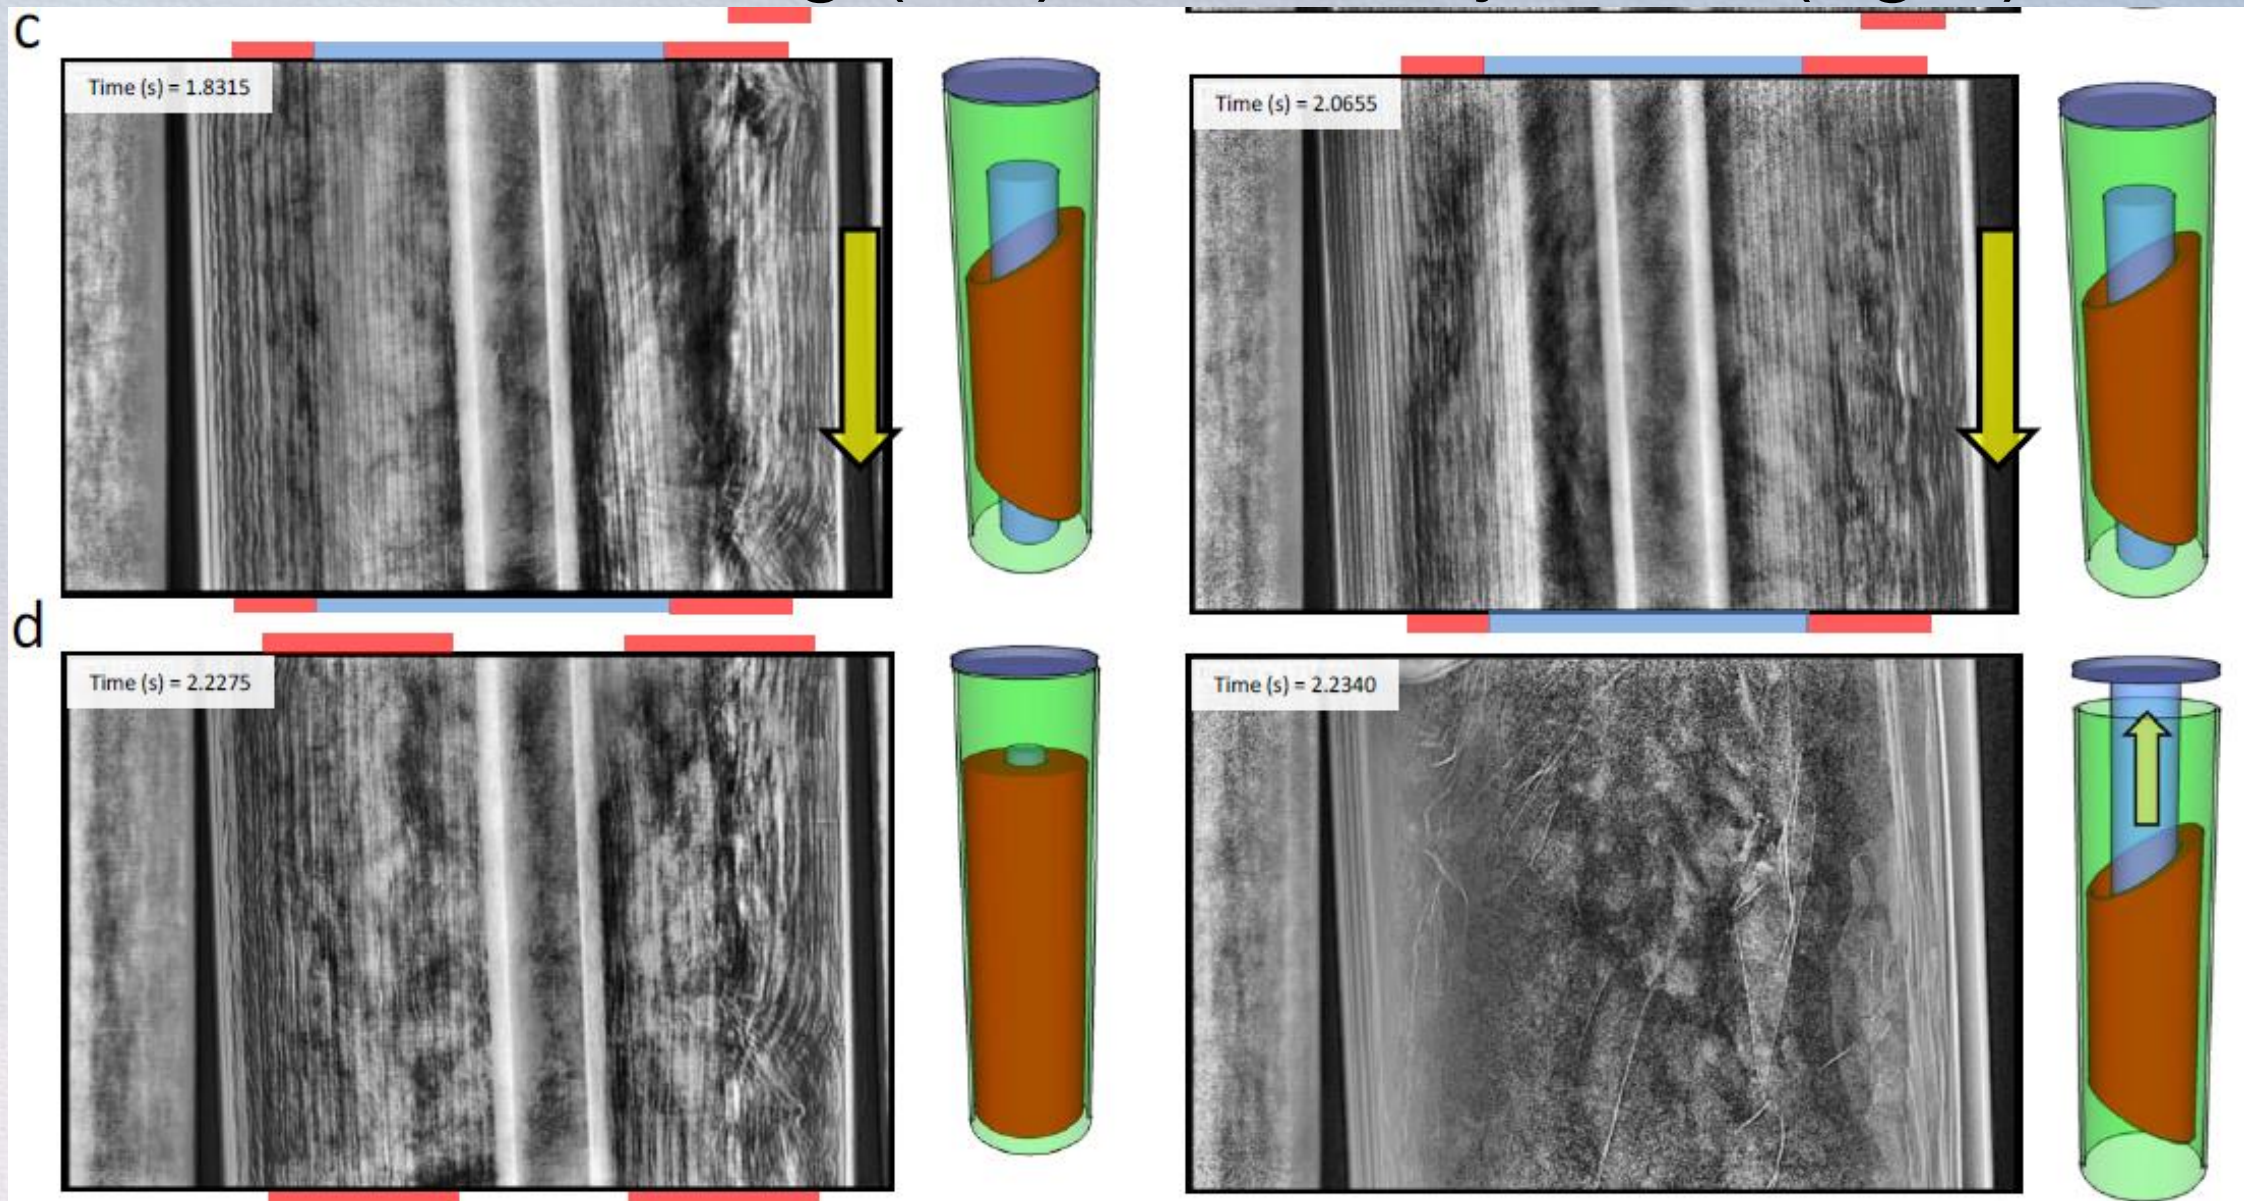 c
Time (s) = 1.8315
Time (s) = 2.0655
d
Time (s) = 2.2275
Time (s) = 2.2340